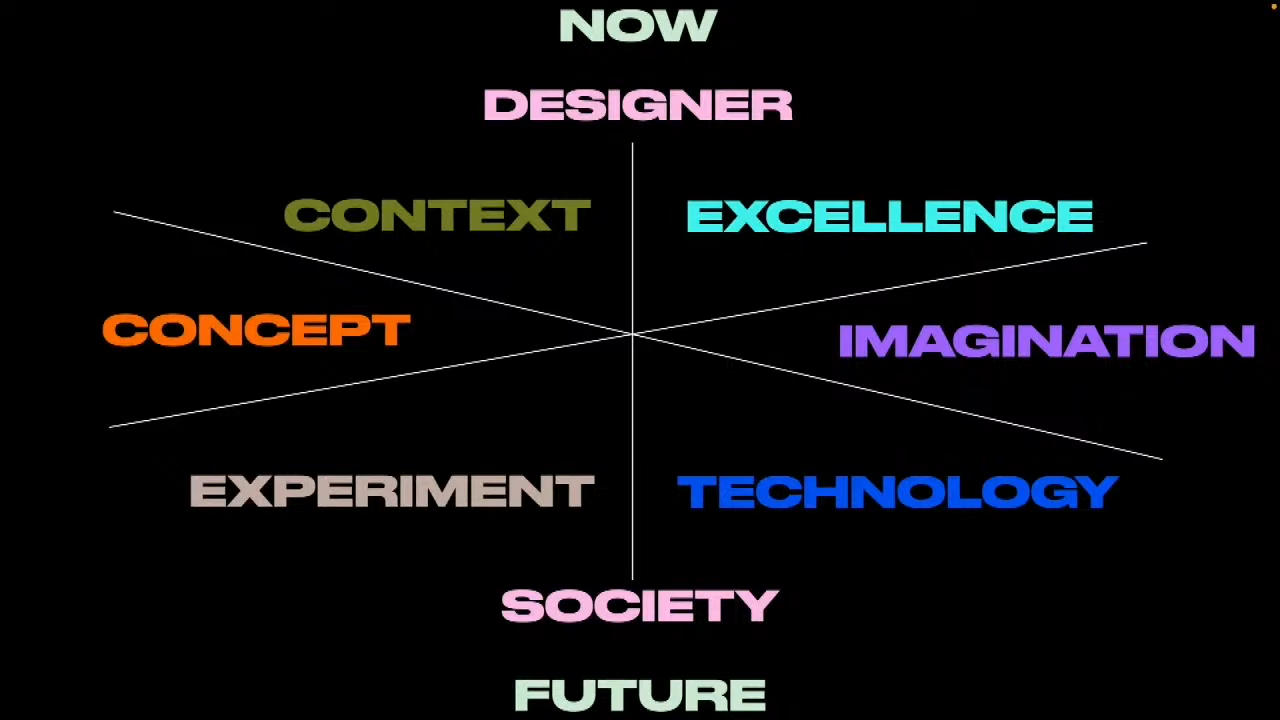 NOW
DESIGNER
CONTEXT
EXCELLENCE
CONCEPT
IMAGINATION
EXPERIMENT
TECHNOLOGY
SOCIETY
FUTURE